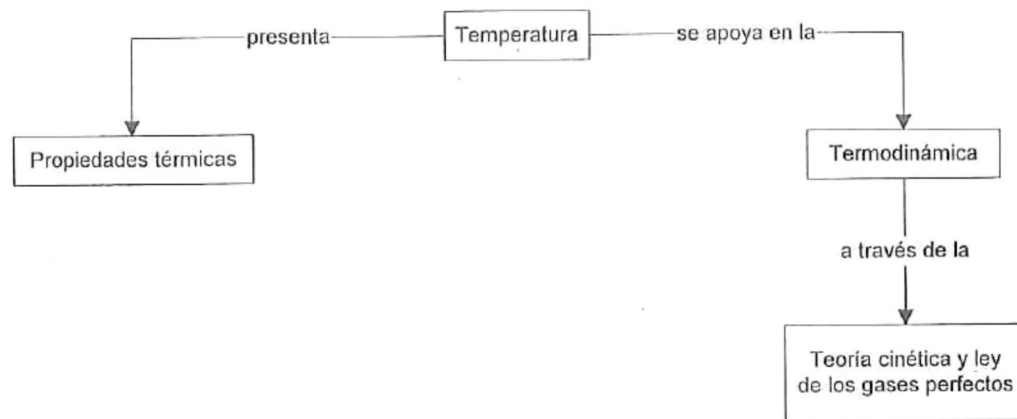 presenta
Temperatura
se apoya en la
Propiedades térmicas
Termodinámica
a través de la
Teoría cinética y ley
de los gases perfectos